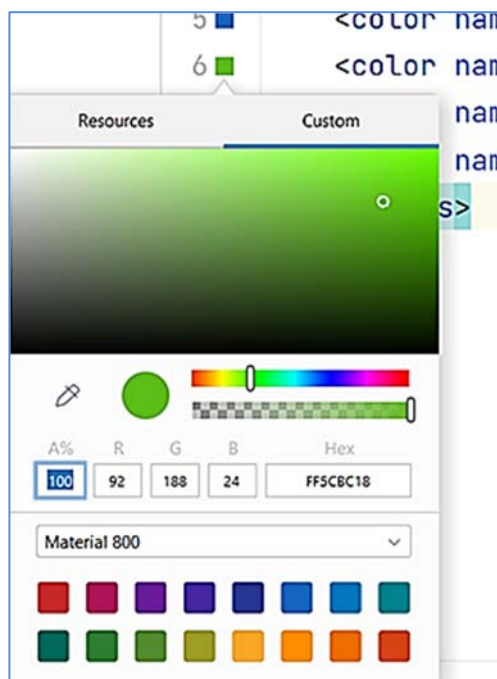 5 <color nam
6 <color nam
Resources Custom nam
nam
s>
A% R G B Hex
100 92 188 24 FF5CBC18
Material 800